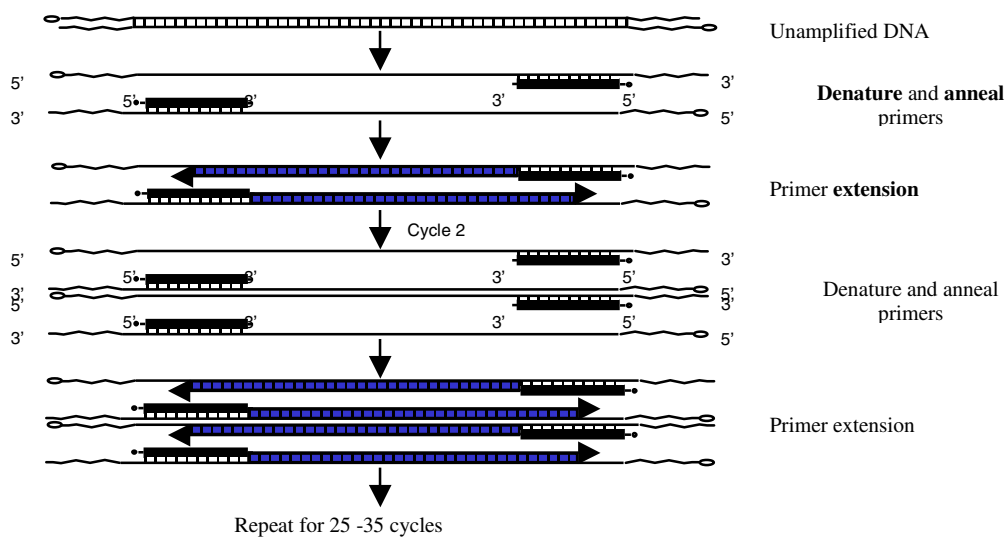 Unamplified DNA
5’ 3’
5’ 3’ 3’ 5’
3’ 5’
Denature and anneal
primers
Primer extension
Cycle 2
5’ 3’
5’ 3’ 3’ 5’
3’ 5’
5’ 3’
Denature and anneal
primers
5’ 3’ 3’ 5’
3’ 5’
Primer extension
Repeat for 25 -35 cycles